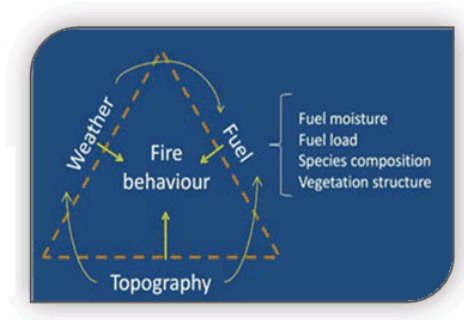 Weather
Fuel
Fire
behaviour
Topography
Fuel moisture
Fuel load
Species composition
Vegetation structure